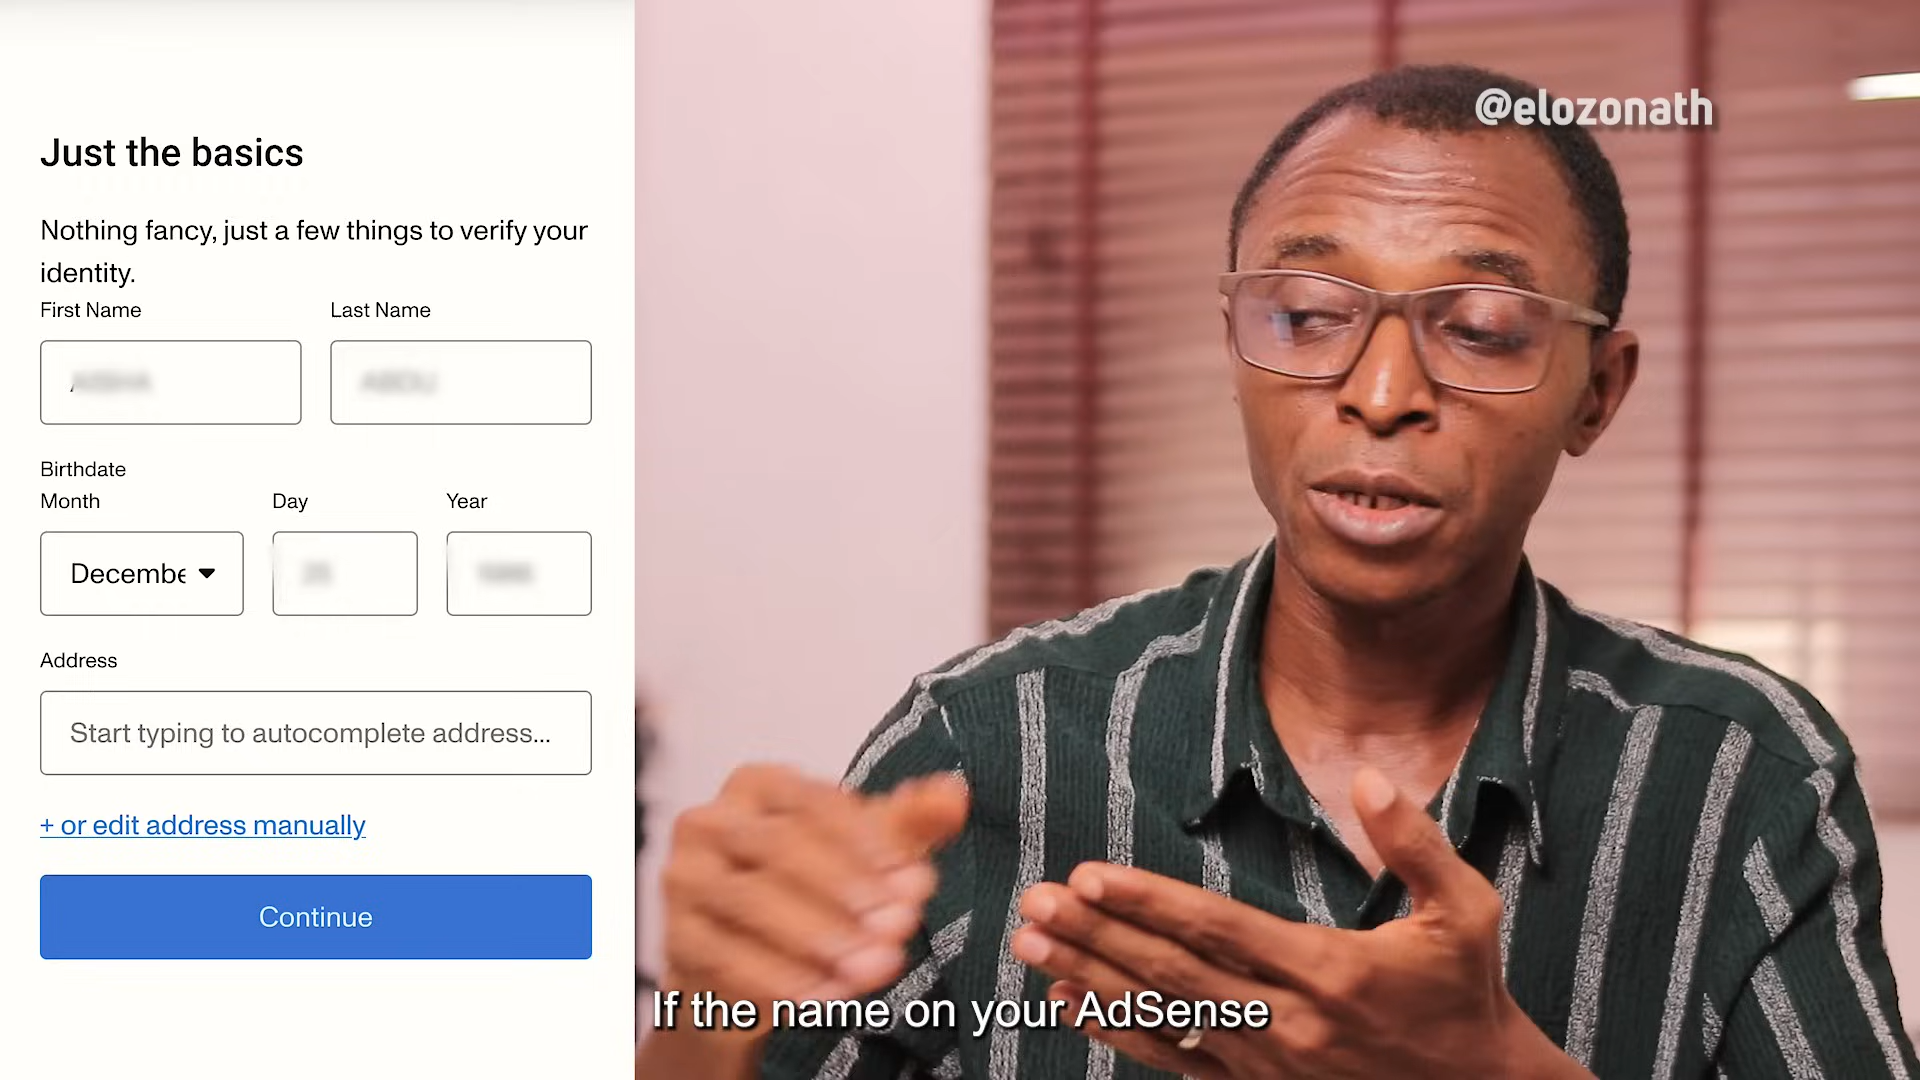 @elozonath
Just the basics
Nothing fancy, just a few things to verify your
identity.
First Name
Last Name
Birthdate
Month
Day
Year
Decembe
Address
Start typing to autocomplete address...
+ or edit address manually
Continue
If the name on your AdSense